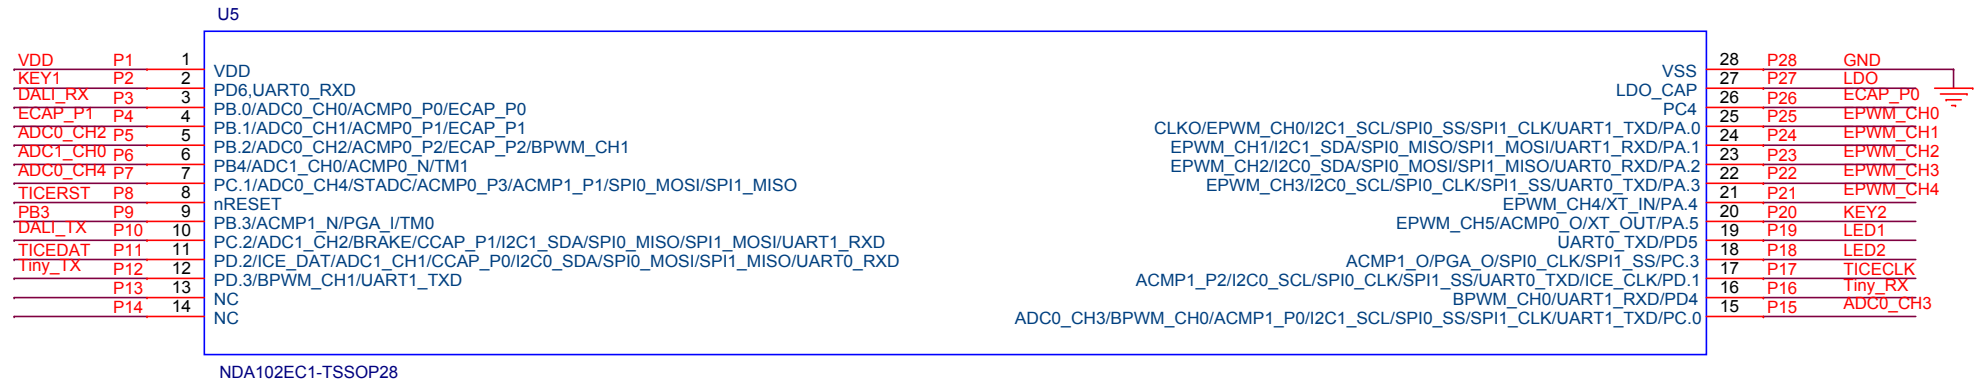 U5
VDD P1 1 VDD
KEY1 P2 2 PD6,UART0_RXD
DALI_RX P3 3 PB.0/ADC0_CH0/ACMP0_P0/ECAP_P0
ECAP_P1 P4 4 PB.1/ADC0_CH1/ACMP0_P1/ECAP_P1
ADC0_CH2 P5 5 PB.2/ADC0_CH2/ACMP0_P2/ECAP_P2/BPWM_CH1
ADC1_CH0 P6 6 PB4/ADC1_CH0/ACMP0_N/TM1
ADC0_CH4 P7 7 PC.1/ADC0_CH4/STADC/ACMP0_P3/ACMP1_P1/SPI0_MOSI/SPI1_MISO
TICERST P8 8 nRESET
PB3 P9 9 PB.3/ACMP1_N/PGA_I/TM0
DALI_TX P10 10 PC.2/ADC1_CH2/BRAKE/CCAP_P1/I2C1_SDA/SPI0_MISO/SPI1_MOSI/UART1_RXD
TICEDAT P11 11 PD.2/ICE_DAT/ADC1_CH1/CCAP_P0/I2C0_SDA/SPI0_MOSI/SPI1_MISO/UART0_RXD
Tiny_TX P12 12 PD.3/BPWM_CH1/UART1_TXD
P13 13 NC
P14 14 NC
VSS 28 P28 GND
LDO_CAP 27 P27 LDO
PC4 26 P26 ECAP_P0
CLKO/EPWM_CH0/I2C1_SCL/SPI0_SS/SPI1_CLK/UART1_TXD/PA.0 25 P25 EPWM_CH0
EPWM_CH1/I2C1_SDA/SPI0_MISO/SPI1_MOSI/UART1_RXD/PA.1 24 P24 EPWM_CH1
EPWM_CH2/I2C0_SDA/SPI0_MOSI/SPI1_MISO/UART0_RXD/PA.2 23 P23 EPWM_CH2
EPWM_CH3/I2C0_SCL/SPI0_CLK/SPI1_SS/UART0_TXD/PA.3 22 P22 EPWM_CH3
EPWM_CH4/XT_IN/PA.4 21 P21 EPWM_CH4
EPWM_CH5/ACMP0_O/XT_OUT/PA.5 20 P20 KEY2
UART0_TXD/PD5 19 P19 LED1
ACMP1_O/PGA_O/SPI0_CLK/SPI1_SS/PC.3 18 P18 LED2
ACMP1_P2/I2C0_SCL/SPI0_CLK/SPI1_SS/UART0_TXD/ICE_CLK/PD.1 17 P17 TICECLK
BPWM_CH0/UART1_RXD/PD4 16 P16 Tiny_RX
ADC0_CH3/BPWM_CH0/ACMP1_P0/I2C1_SCL/SPI0_SS/SPI1_CLK/UART1_TXD/PC.0 15 P15 ADC0_CH3
NDA102EC1-TSSOP28